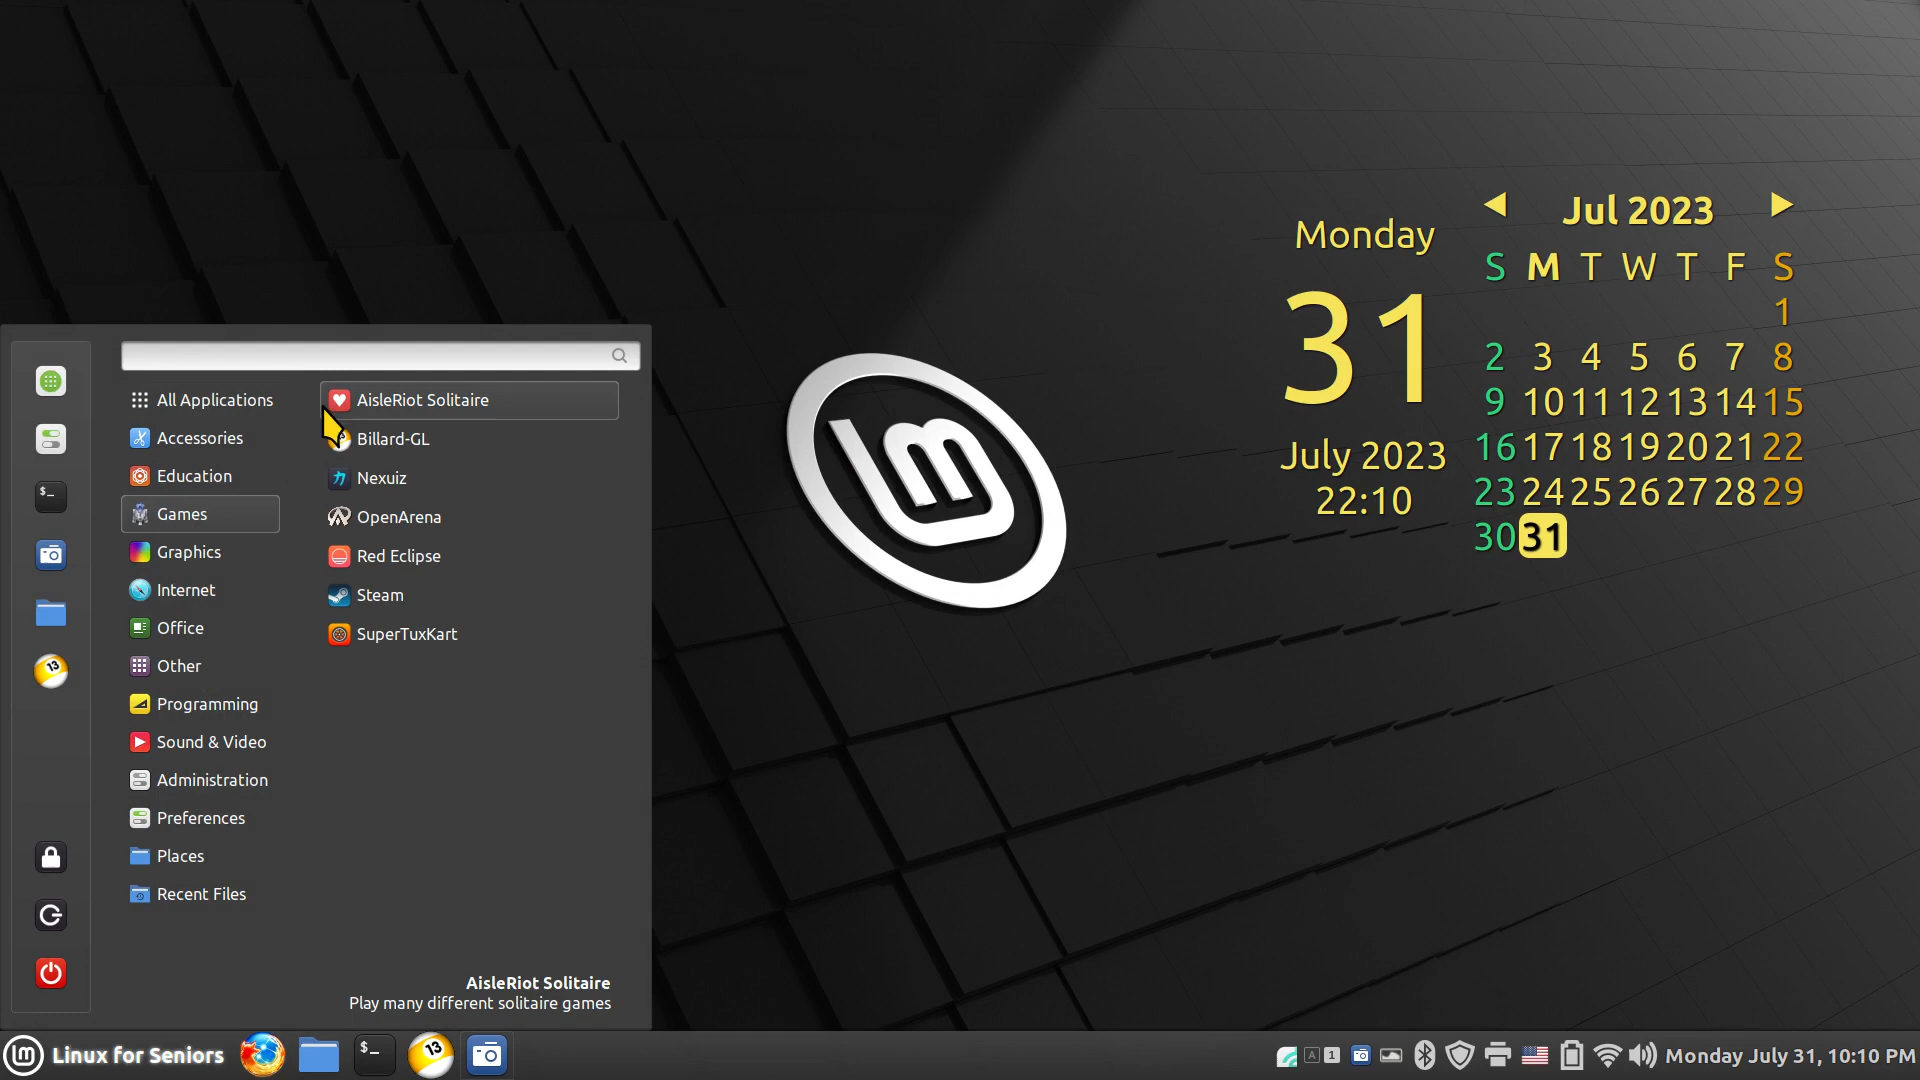 Monday
31
July 2023
22:10
Jul 2023
S M T W T F S
1
2 3 4 5 6 7 8
9 10 11 12 13 14 15
16 17 18 19 20 21 22
23 24 25 26 27 28 29
30 31
All Applications
Accessories
Education
Games
Graphics
Internet
Office
Other
Programming
Sound & Video
Administration
Preferences
Places
Recent Files
AisleRiot Solitaire
Billard-GL
Nexuiz
OpenArena
Red Eclipse
Steam
SuperTuxKart
$_
13
AisleRiot Solitaire
Play many different solitaire games
Linux for Seniors
$_
13
A 1
Monday July 31, 10:10 PM